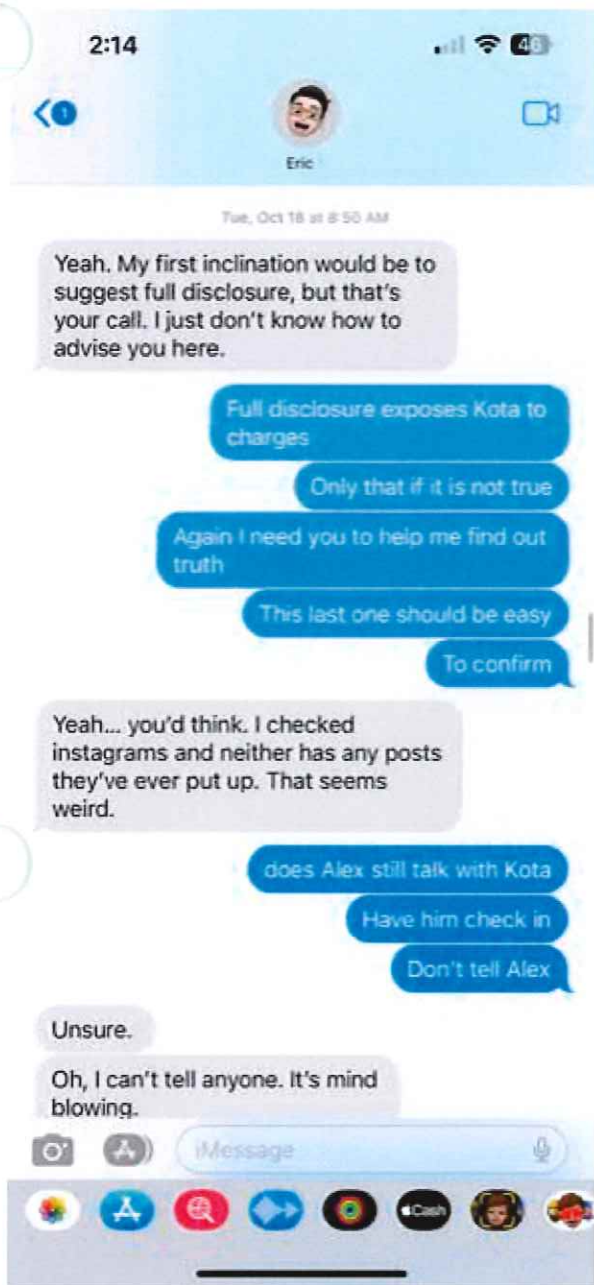 2:14
46
1
Eric
Tue, Oct 18 at 8:50 AM
Yeah. My first inclination would be to
suggest full disclosure, but that's
your call. I just don't know how to
advise you here.
Full disclosure exposes Kota to
charges
Only that if it is not true
Again I need you to help me find out
truth
This last one should be easy
To confirm
Yeah... you'd think. I checked
instagrams and neither has any posts
they've ever put up. That seems
weird.
does Alex still talk with Kota
Have him check in
Don't tell Alex
Unsure.
Oh, I can't tell anyone. It's mind
blowing.
iMessage
Cash